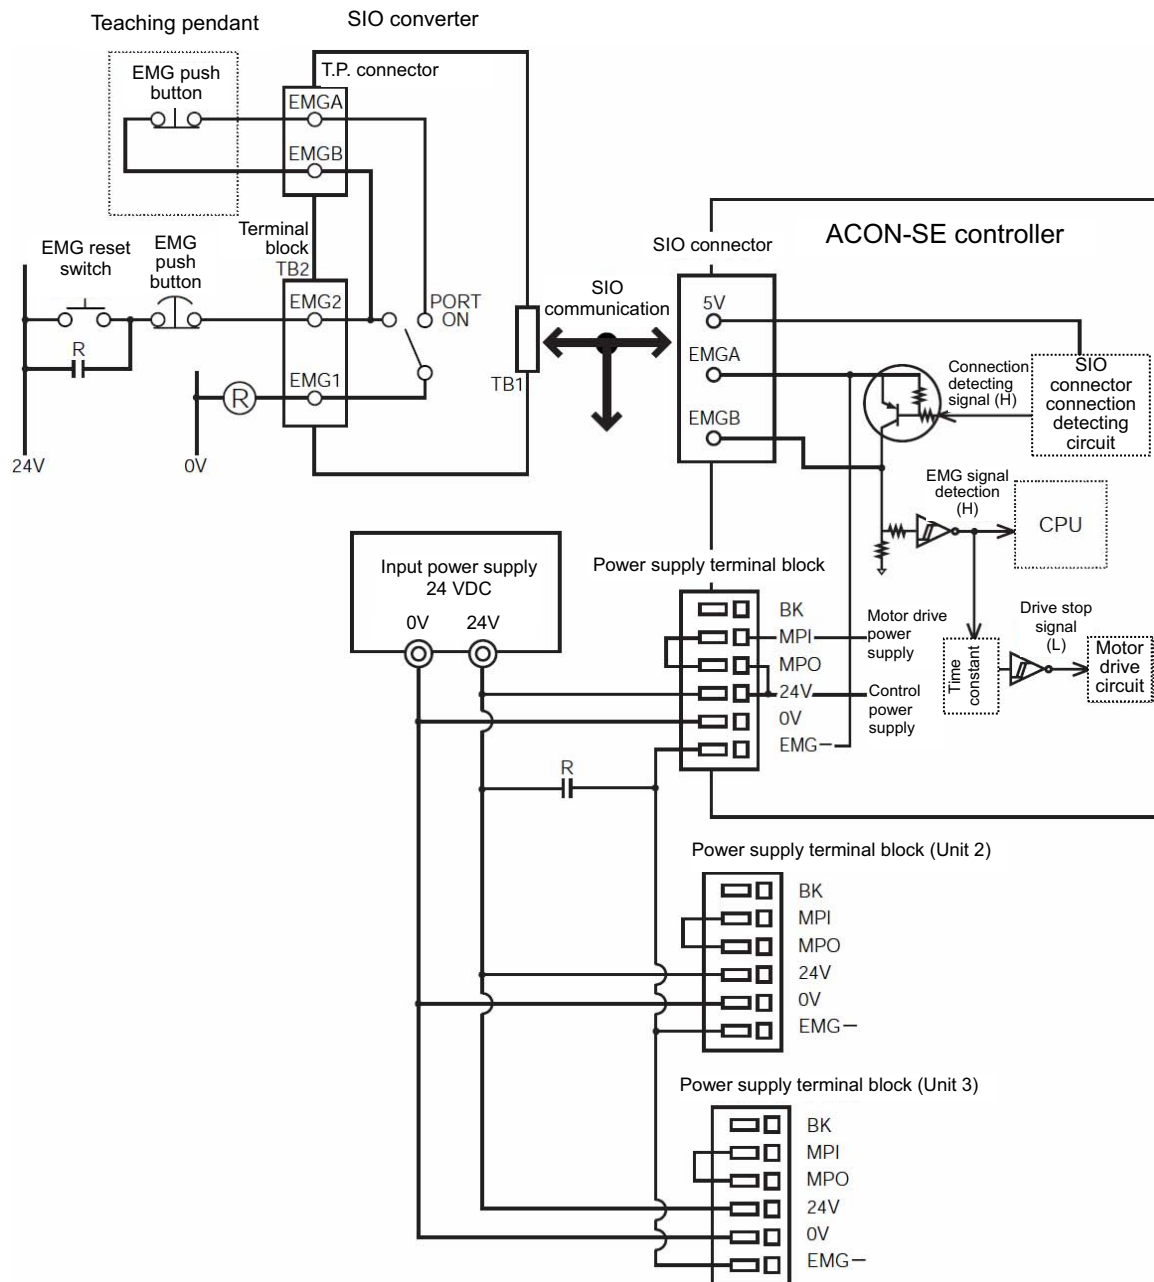 Teaching pendant
SIO converter
EMG push
button
T.P. connector
EMGA
EMGB
EMG reset
switch
EMG
push
button
Terminal
block
TB2
EMG2
PORT
ON
R
EMG1
R
TB1
24V
0V
SIO
communication
SIO connector
ACON-SE controller
5V
EMGA
EMGB
Connection
detecting
signal (H)
SIO
connector
connection
detecting
circuit
EMG signal
detection
(H)
CPU
Input power supply
24 VDC
0V
24V
Power supply terminal block
BK
MPI
MPO
24V
0V
EMG−
Motor drive
power
supply
Control
power
supply
Time
constant
Drive stop
signal
(L)
Motor
drive
circuit
R
Power supply terminal block (Unit 2)
BK
MPI
MPO
24V
0V
EMG−
Power supply terminal block (Unit 3)
BK
MPI
MPO
24V
0V
EMG−